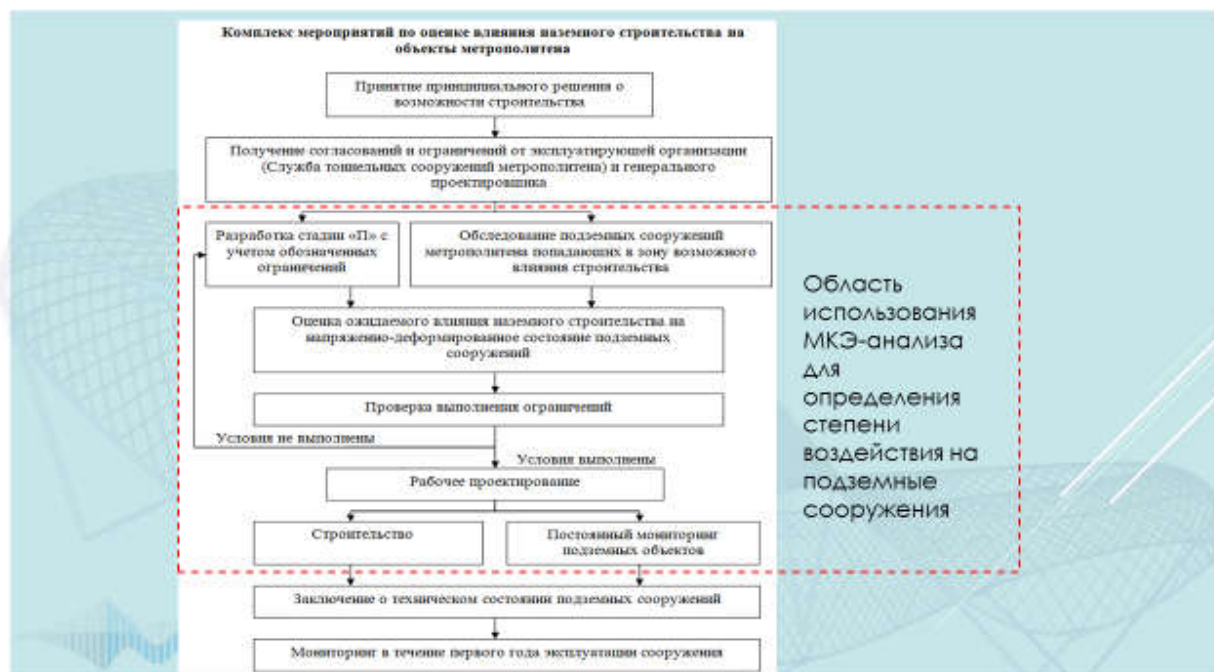 Комплекс мероприятий по оценке влияния наземного строительства на
объекты метрополитена
Принятие принципиального решения о
возможности строительства
Получение согласований и ограничений от эксплуатирующей организации
(Служба тоннельных сооружений метрополитена) и генерального
проектировщика
Разработка стадии «П» с
учетом обозначенных
ограничений
Обследование подземных сооружений
метрополитена попадающих в зону возможного
влияния строительства
Оценка ожидаемого влияния наземного строительства на
напряженно-деформированное состояние подземных
сооружений
Проверка выполнения ограничений
Условия не выполнены
Условия выполнены
Рабочее проектирование
Строительство
Постоянный мониторинг
подземных объектов
Заключение о техническом состоянии подземных сооружений
Мониторинг в течение первого года эксплуатации сооружения
Область
использования
МКЭ-анализа
для
определения
степени
воздействия на
подземные
сооружения